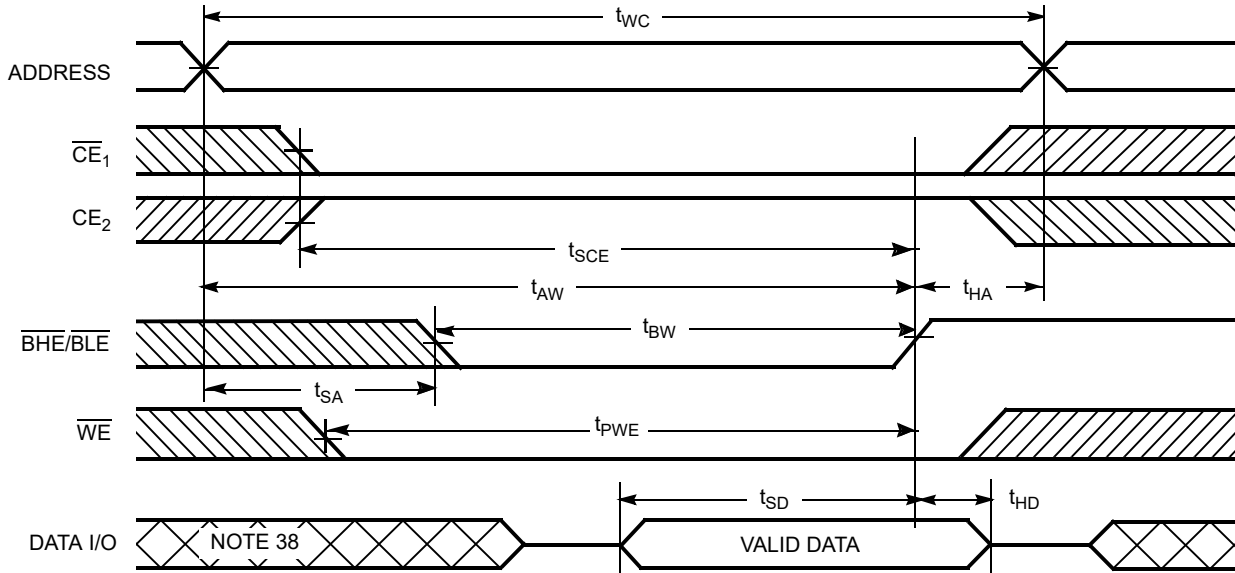 tWC
ADDRESS
CE1
CE2
tSCE
tAW
tHA
BHE/BLE
tBW
tSA
WE
tPWE
tSD
tHD
DATA I/O
NOTE 38
VALID DATA